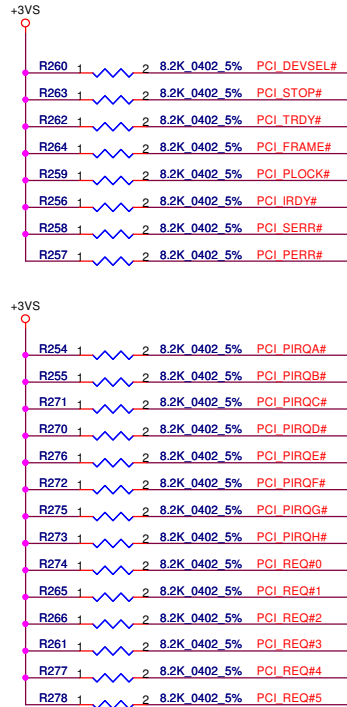 +3VS
R260 1 2 8.2K_0402_5% PCI_DEVSEL#
R263 1 2 8.2K_0402_5% PCI_STOP#
R262 1 2 8.2K_0402_5% PCI_TRDY#
R264 1 2 8.2K_0402_5% PCI_FRAME#
R259 1 2 8.2K_0402_5% PCI_PLOCK#
R256 1 2 8.2K_0402_5% PCI_IRDY#
R258 1 2 8.2K_0402_5% PCI_SERR#
R257 1 2 8.2K_0402_5% PCI_PERR#
+3VS
R254 1 2 8.2K_0402_5% PCI_PIRQA#
R255 1 2 8.2K_0402_5% PCI_PIRQB#
R271 1 2 8.2K_0402_5% PCI_PIRQC#
R270 1 2 8.2K_0402_5% PCI_PIRQD#
R276 1 2 8.2K_0402_5% PCI_PIRQE#
R272 1 2 8.2K_0402_5% PCI_PIRQF#
R275 1 2 8.2K_0402_5% PCI_PIRQG#
R273 1 2 8.2K_0402_5% PCI_PIRQH#
R274 1 2 8.2K_0402_5% PCI_REQ#0
R265 1 2 8.2K_0402_5% PCI_REQ#1
R266 1 2 8.2K_0402_5% PCI_REQ#2
R261 1 2 8.2K_0402_5% PCI_REQ#3
R277 1 2 8.2K_0402_5% PCI_REQ#4
R278 1 2 8.2K_0402_5% PCI_REQ#5